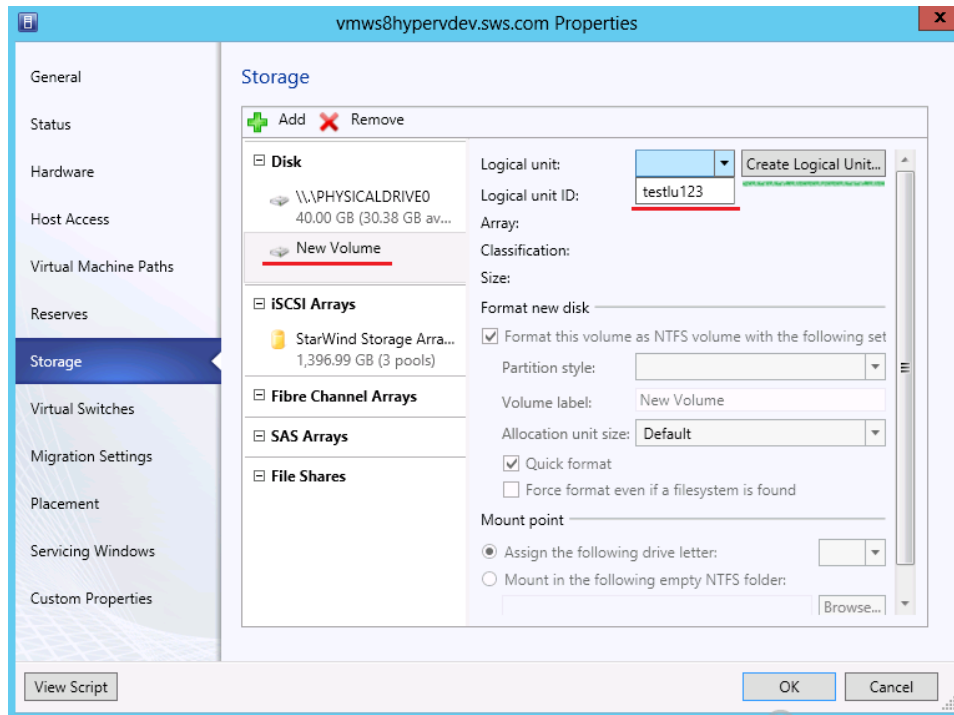 vmws8hypervdev.sws.com Properties
x
General
Status
Hardware
Host Access
Virtual Machine Paths
Reserves
Storage
Virtual Switches
Migration Settings
Placement
Servicing Windows
Custom Properties
Storage
Add Remove
Disk
\\.\PHYSICALDRIVE0
40.00 GB (30.38 GB av...
New Volume
iSCSI Arrays
StarWind Storage Arra...
1,396.99 GB (3 pools)
Fibre Channel Arrays
SAS Arrays
File Shares
Logical unit: Create Logical Unit...
Logical unit ID: testlu123
Array:
Classification:
Size:
Format new disk
Format this volume as NTFS volume with the following set
Partition style:
Volume label: New Volume
Allocation unit size: Default
Quick format
Force format even if a filesystem is found
Mount point
Assign the following drive letter:
Mount in the following empty NTFS folder:
Browse...
View Script OK Cancel